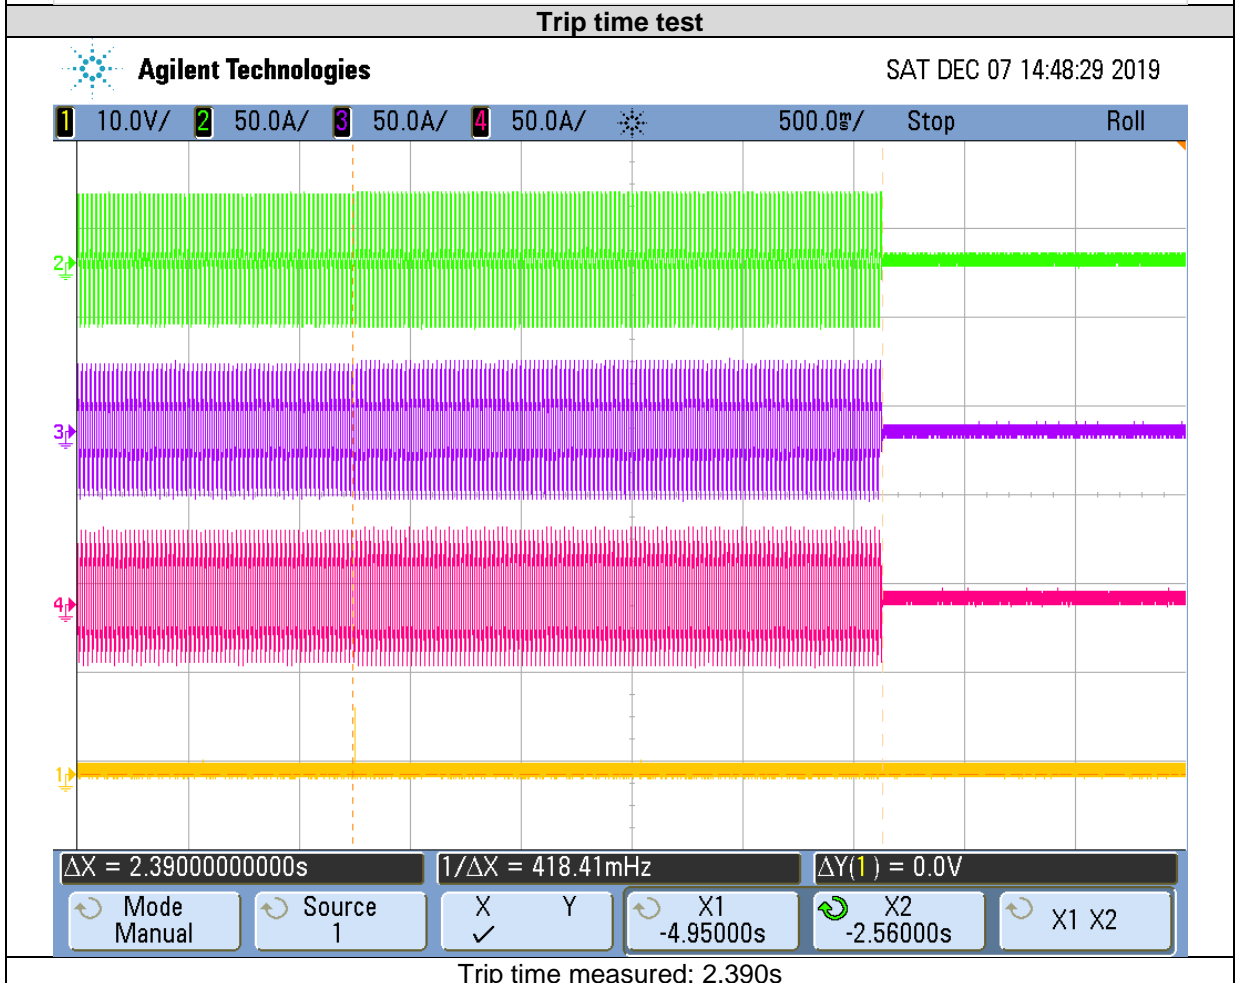 Trip time test
Agilent Technologies SAT DEC 07 14:48:29 2019
1 10.0V/ 2 50.0A/ 3 50.0A/ 4 50.0A/ 500.0ms/ Stop Roll
2
3
4
1
ΔX = 2.39000000000s 1/ΔX = 418.41mHz ΔY(1) = 0.0V
Mode Source X Y X1 X2 X1 X2
Manual 1 ✓ -4.95000s -2.56000s
Trip time measured: 2.390s